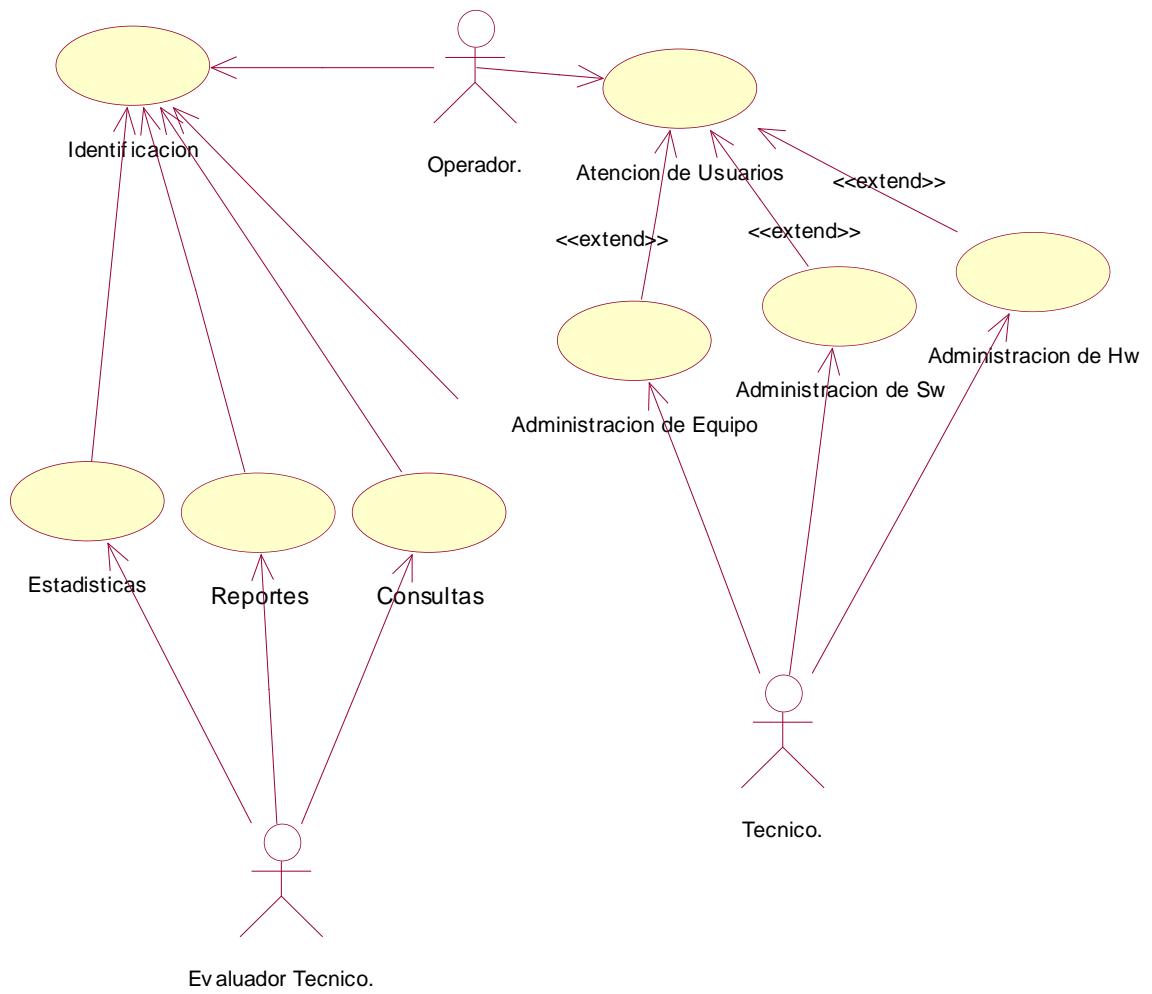 Identificacion
Operador.
Atencion de Usuarios
<<extend>>
<<extend>>
<<extend>>
Administracion de Hw
Administracion de Sw
Administracion de Equipo
Estadisticas
Reportes
Consultas
Tecnico.
Evaluador Tecnico.